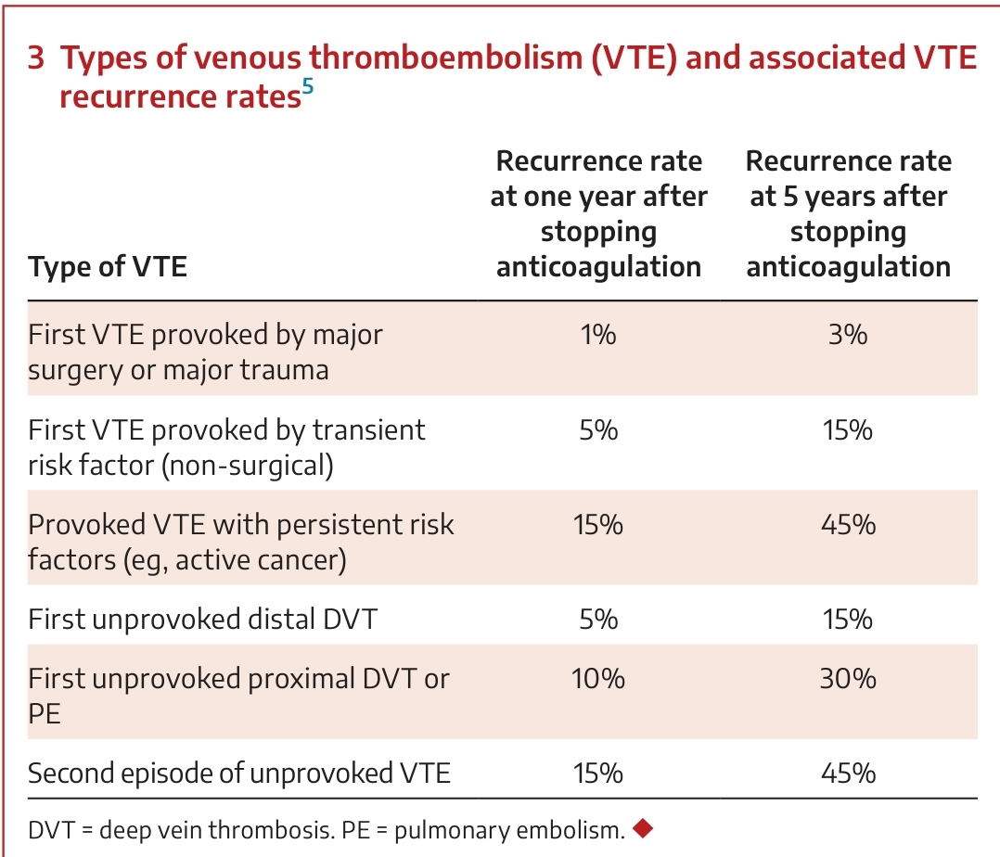 3 Types of venous thromboembolism (VTE) and associated VTE
recurrence rates5
Type of VTE
Recurrence rate
at one year after
stopping
anticoagulation
Recurrence rate
at 5 years after
stopping
anticoagulation
First VTE provoked by major
surgery or major trauma
1% 3%
First VTE provoked by transient
risk factor (non-surgical)
5% 15%
Provoked VTE with persistent risk
factors (eg, active cancer)
15% 45%
First unprovoked distal DVT 5% 15%
First unprovoked proximal DVT or
PE
10% 30%
Second episode of unprovoked VTE 15% 45%
DVT = deep vein thrombosis. PE = pulmonary embolism. ◆